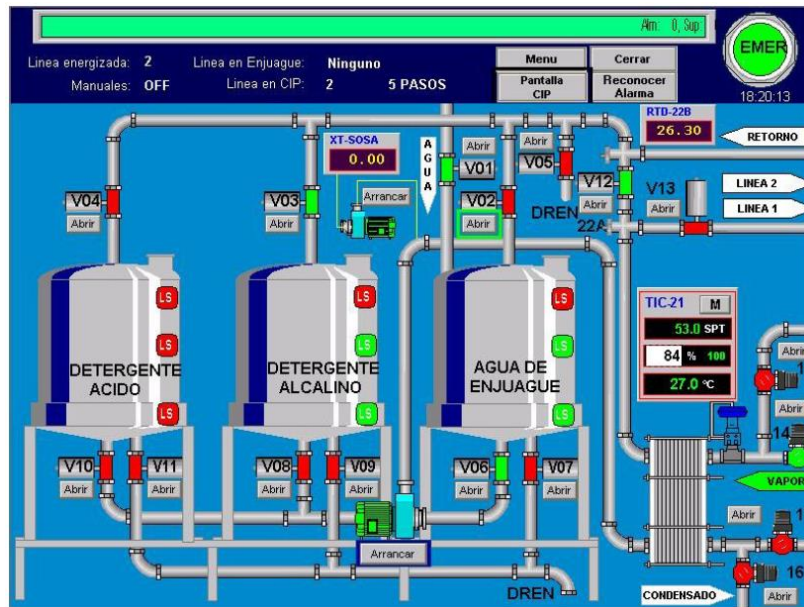 Alm: 0, Sup:
EMER
Linea energizada: 2 Linea en Enjuague: Ninguno Menu Cerrar
Manuales: OFF Linea en CIP: 2 5 PASOS Pantalla CIP Reconocer Alarma
18:20:13
RTD-22B
26.30
RETORNO
XT-SOSA
0.00
AGUA
Abrir
V01
Abrir
V05
V12
Abrir
V13
Abrir
LINEA 2
LINEA 1
V04
Abrir
V03
Abrir
Arrancar
V02
Abrir
DREN
22A
LS LS LS
LS LS LS
LS LS LS
DETERGENTE ACIDO
DETERGENTE ALCALINO
AGUA DE ENJUAGUE
TIC-21 M
53.0 SPT
84 % 100
27.0 °C
Abrir
Abrir
14
VAPOR
V10 V11 V08 V09 V06 V07
Abrir Abrir Abrir Abrir Abrir Abrir
Abrir
Arrancar
DREN
16
CONDENSADO
Abrir